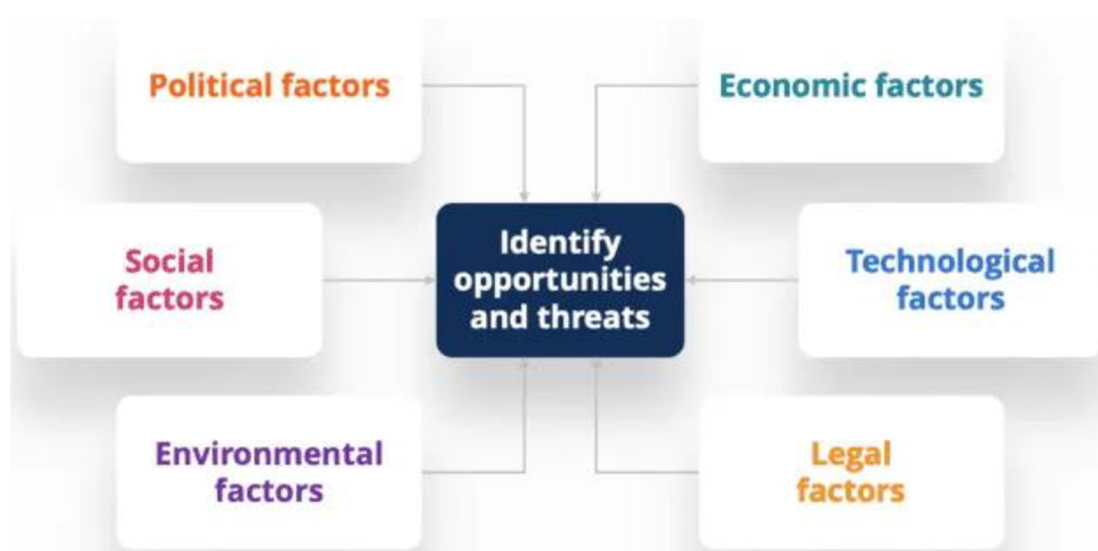 Political factors
Economic factors
Social
factors
Identify
opportunities
and threats
Technological
factors
Environmental
factors
Legal
factors